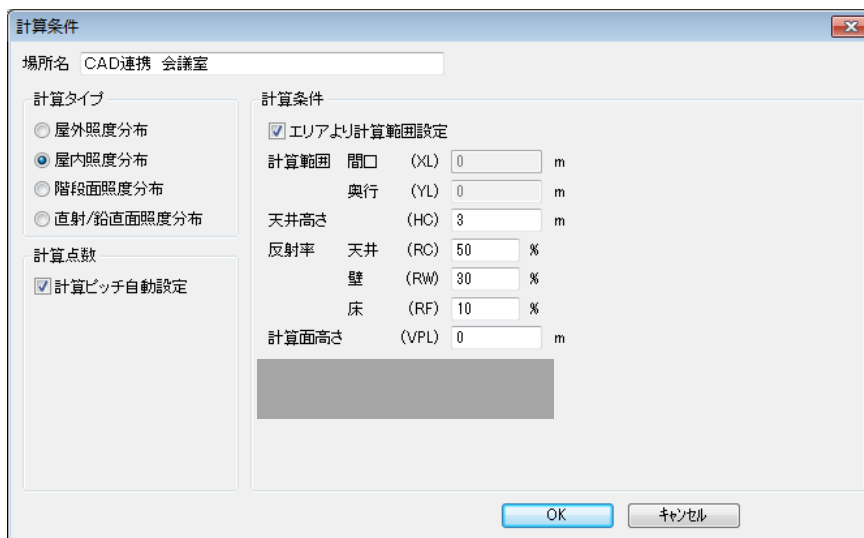 計算条件
場所名 CAD連携 会議室
計算タイプ
屋外照度分布
屋内照度分布
階段面照度分布
直射/鉛直面照度分布
計算点数
計算ピッチ自動設定
計算条件
エリアより計算範囲設定
計算範囲 間口 (XL) 0 m
奥行 (YL) 0 m
天井高さ (HC) 3 m
反射率 天井 (RC) 50 %
壁 (RW) 30 %
床 (RF) 10 %
計算面高さ (VPL) 0 m
OK キャンセル